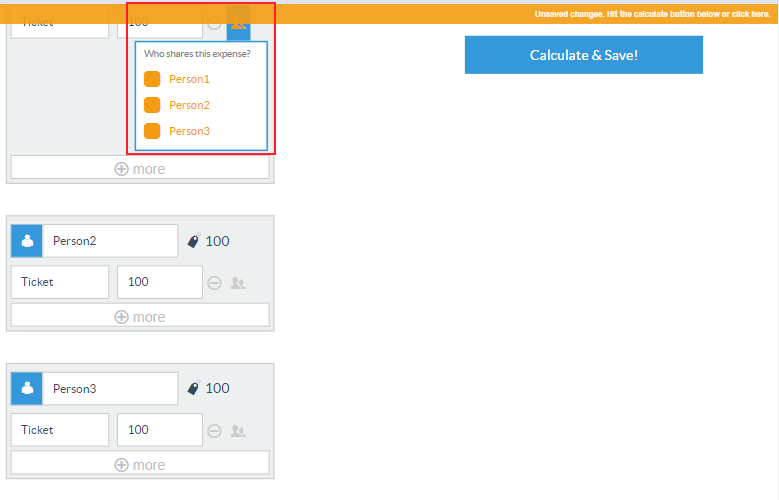 Unsaved changes. Hit the calculate button below or click here.
Ticket 100
Calculate & Save!
Who shares this expense?
Person1
Person2
Person3
more
Person2 100
Ticket 100
more
Person3 100
Ticket 100
more